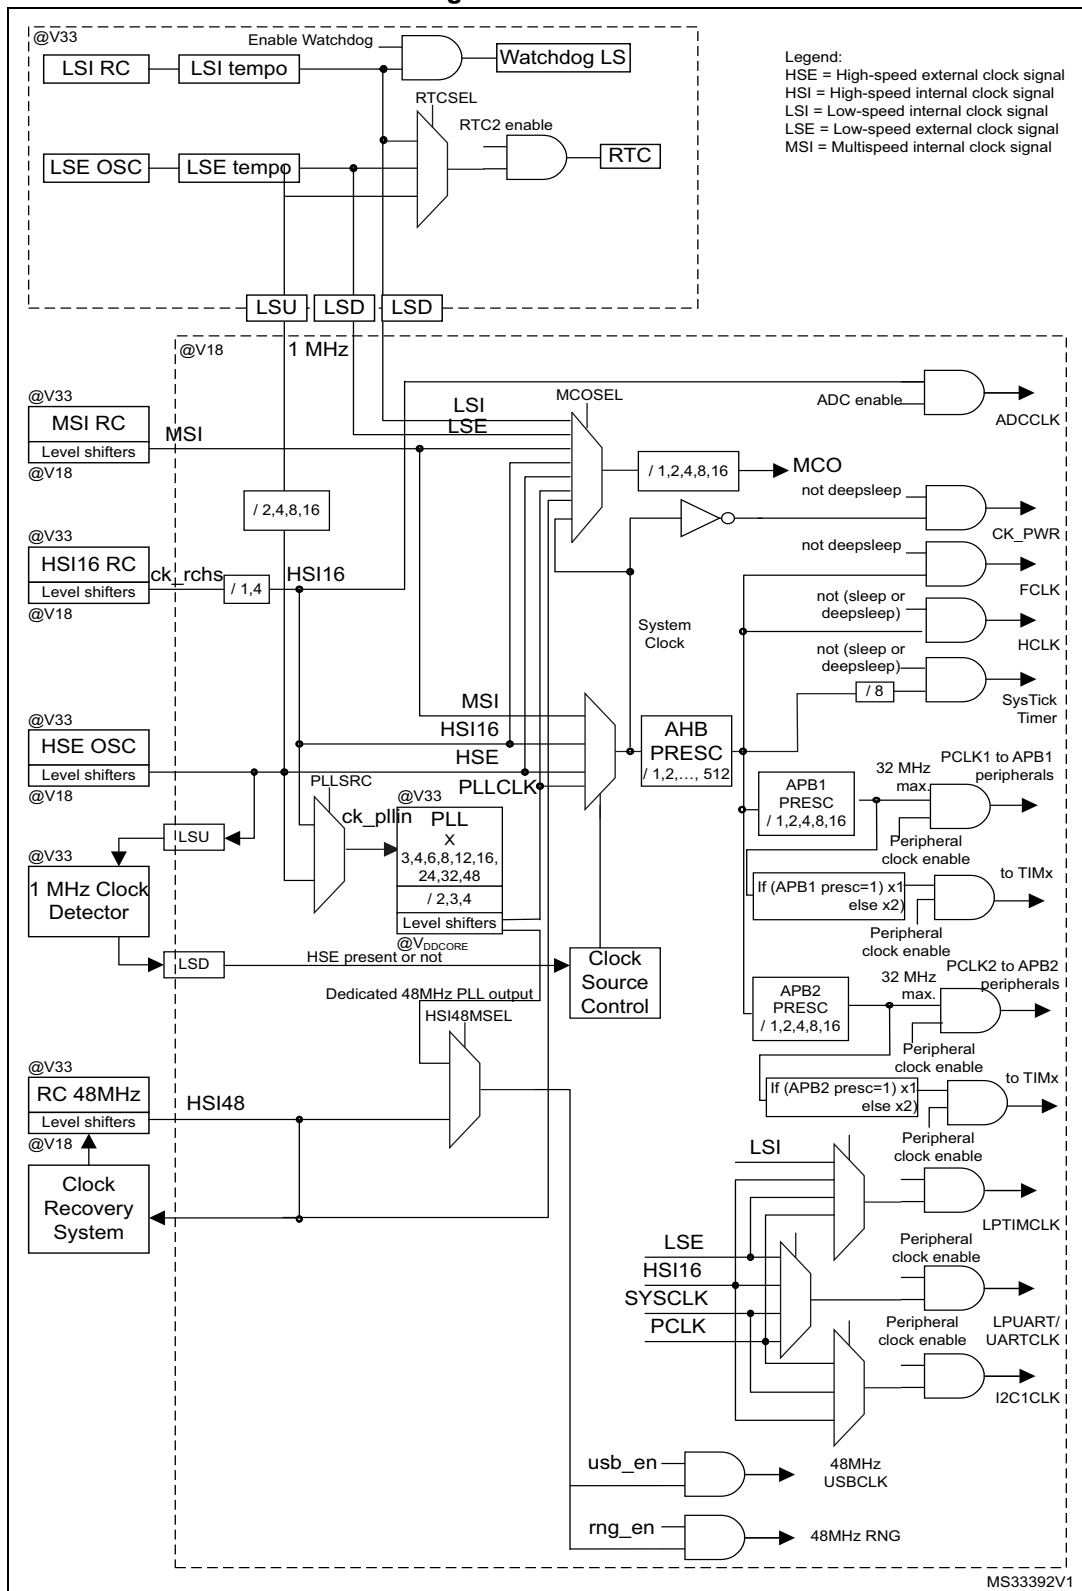 @V33
Enable Watchdog
LSI RC
LSI tempo
Watchdog LS
Legend:
HSE = High-speed external clock signal
HSI = High-speed internal clock signal
LSI = Low-speed internal clock signal
LSE = Low-speed external clock signal
MSI = Multispeed internal clock signal
RTCSEL
RTC2 enable
LSE OSC
LSE tempo
RTC
LSU
LSD
LSD
@V18
1 MHz
@V33
MSI RC
Level shifters
@V18
MSI
LSI
LSE
MCOSEL
ADC enable
ADCCLK
/ 1,2,4,8,16
MCO
/ 2,4,8,16
not deepsleep
CK_PWR
@V33
HSI16 RC
Level shifters
@V18
ck_rchs
/ 1,4
HSI16
not deepsleep
FCLK
not (sleep or
deepsleep)
HCLK
System
Clock
not (sleep or
deepsleep)
/ 8
SysTick
Timer
MSI
HSI16
HSE
PLLCLK
AHB
PRESC
/ 1,2,..., 512
@V33
HSE OSC
Level shifters
@V18
PLLSRC
ck_pllin
@V33
PLL
X
3,4,6,8,12,16,
24,32,48
/ 2,3,4
Level shifters
@VDDCORE
PCLK1 to APB1
peripherals
32 MHz
max.
APB1
PRESC
/ 1,2,4,8,16
Peripheral
clock enable
LSU
@V33
1 MHz Clock
Detector
to TIMx
If (APB1 presc=1) x1
else x2)
Peripheral
clock enable
LSD
HSE present or not
Clock
Source
Control
PCLK2 to APB2
peripherals
32 MHz
max.
APB2
PRESC
/ 1,2,4,8,16
Peripheral
clock enable
Dedicated 48MHz PLL output
HSI48MSEL
@V33
RC 48MHz
Level shifters
@V18
HSI48
to TIMx
If (APB2 presc=1) x1
else x2)
Peripheral
clock enable
Clock
Recovery
System
LSI
LPTIMCLK
LSE
HSI16
SYSCLK
PCLK
Peripheral
clock enable
LPUART/
UARTCLK
Peripheral
clock enable
I2C1CLK
usb_en
48MHz
USBCLK
rng_en
48MHz RNG
MS33392V1